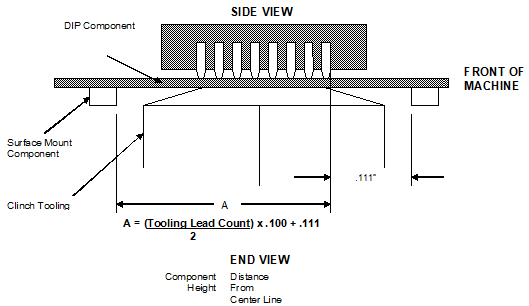 SIDE VIEW
DIP Component
FRONT OF
MACHINE
Surface Mount
Component
.111"
Clinch Tooling
A
A = (Tooling Lead Count) x .100 + .111
2
END VIEW
Component Distance
Height From
Center Line